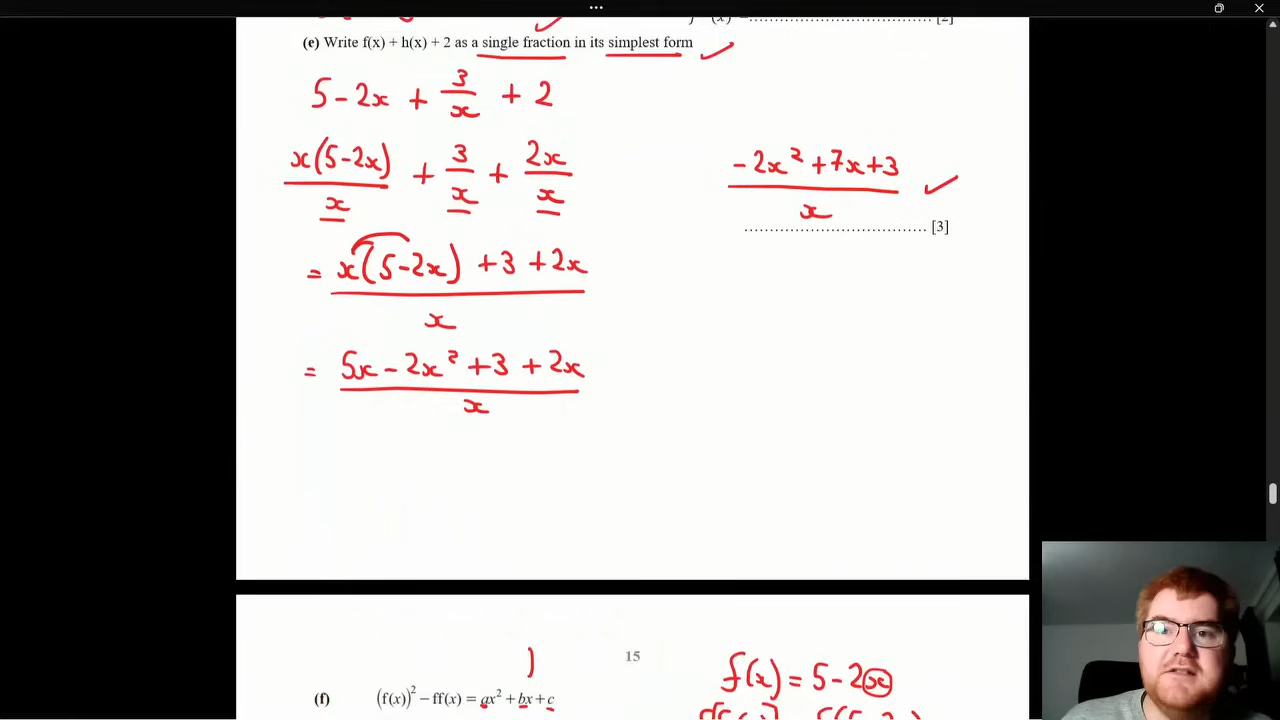 (e) Write f(x) + h(x) + 2 as a single fraction in its simplest form
5 - 2x + 3/x + 2
x(5-2x)/x + 3/x + 2x/x
= x(5-2x) + 3 + 2x / x
= 5x - 2x² + 3 + 2x / x
-2x² + 7x + 3 / x
.................................... [3]
15
(f) (f(x))² – ff(x) = ax² + bx + c
f(x) = 5 - 2x